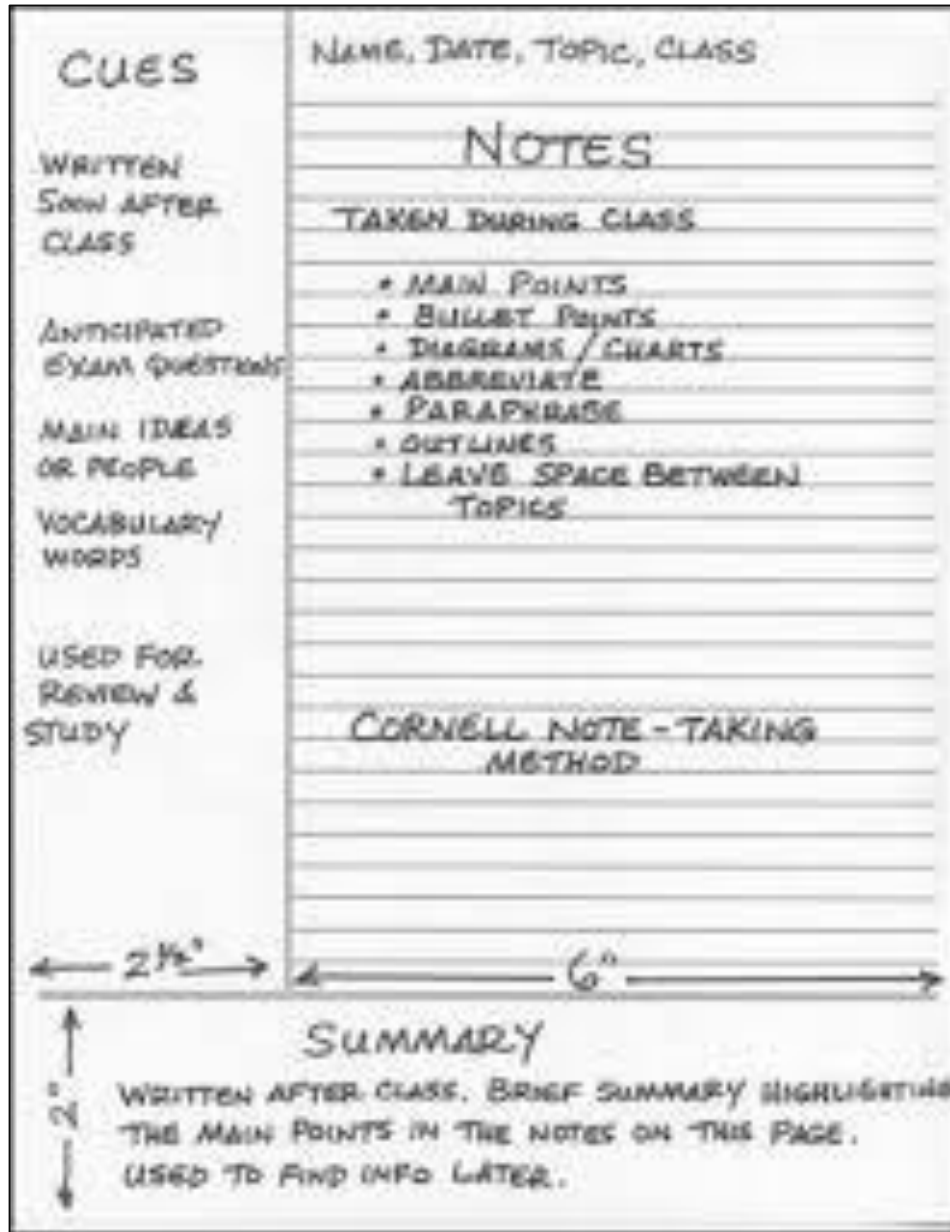 CUES
WRITTEN
SOON AFTER
CLASS
ANTICIPATED
EXAM QUESTIONS
MAIN IDEAS
OR PEOPLE
VOCABULARY
WORDS
USED FOR
REVIEW &
STUDY
2 1/2"
NAME, DATE, TOPIC, CLASS
NOTES
TAKEN DURING CLASS
• MAIN POINTS
• BULLET POINTS
• DIAGRAMS / CHARTS
• ABBREVIATE
• PARAPHRASE
• OUTLINES
• LEAVE SPACE BETWEEN
TOPICS
CORNELL NOTE-TAKING
METHOD
6"
2"
SUMMARY
WRITTEN AFTER CLASS. BRIEF SUMMARY HIGHLIGHTING
THE MAIN POINTS IN THE NOTES ON THIS PAGE.
USED TO FIND INFO LATER.